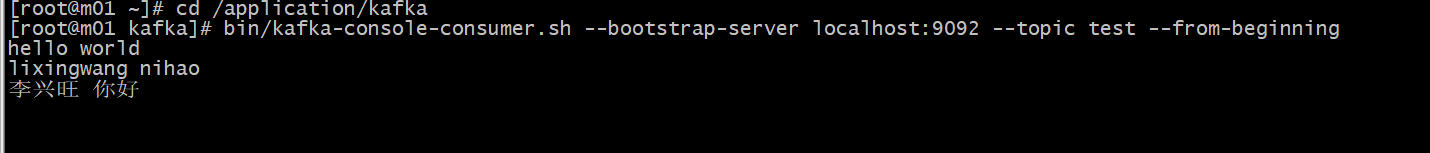 [root@m01 ~]# cd /application/kafka
[root@m01 kafka]# bin/kafka-console-consumer.sh --bootstrap-server localhost:9092 --topic test --from-beginning
hello world
lixingwang nihao
李兴旺 你好